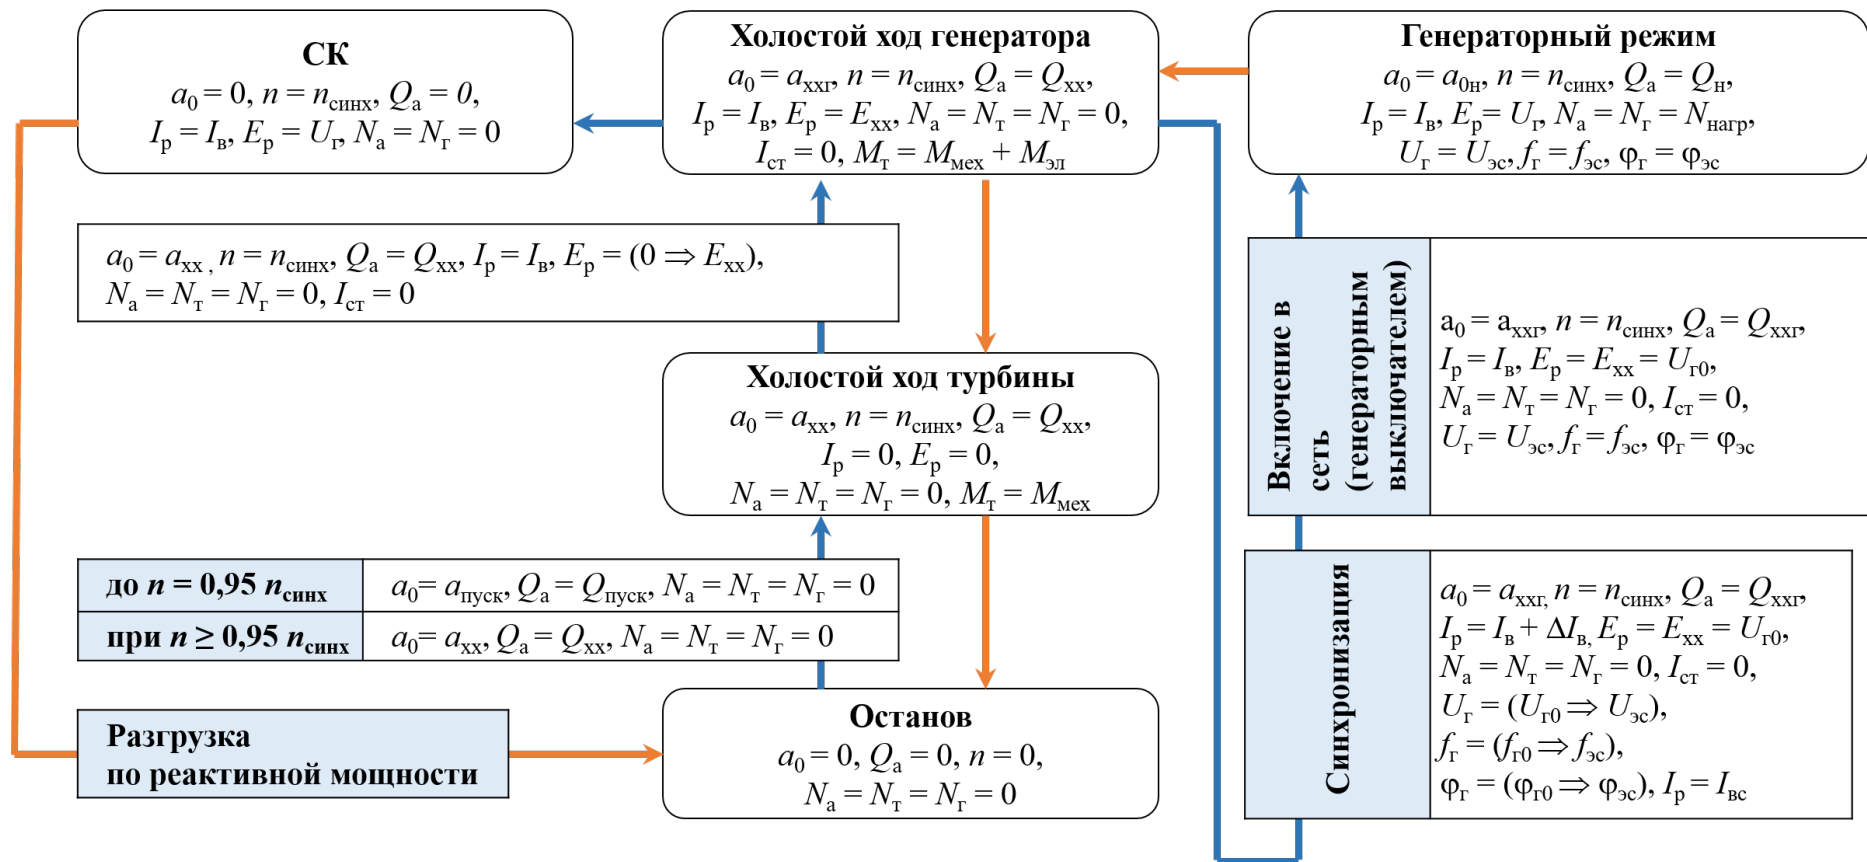 СК
a₀ = 0, n = nсинх, Qа = 0,
Iр = Iв, Eр = Uг, Nа = Nг = 0
Холостой ход генератора
a₀ = aххг, n = nсинх, Qа = Qхх,
Iр = Iв, Eр = Eхх, Nа = Nт = Nг = 0,
Iст = 0, Mт = Mмех + Mэл
Генераторный режим
a₀ = a₀н, n = nсинх, Qа = Qн,
Iр = Iв, Eр = Uг, Nа = Nг = Nнагр,
Uг = Uэс, fг = fэс, φг = φэс
a₀ = aхх , n = nсинх, Qа = Qхх, Iр = Iв, Eр = (0 ⇒ Eхх),
Nа = Nт = Nг = 0, Iст = 0
Холостой ход турбины
a₀ = aхх, n = nсинх, Qа = Qхх,
Iр = 0, Eр = 0,
Nа = Nт = Nг = 0, Mт = Mмех
до n = 0,95 nсинх
a₀ = aпуск, Qа = Qпуск, Nа = Nт = Nг = 0
при n ≥ 0,95 nсинх
a₀ = aхх, Qа = Qхх, Nа = Nт = Nг = 0
Разгрузка
по реактивной мощности
Останов
a₀ = 0, Qа = 0, n = 0,
Nа = Nт = Nг = 0
Включение в
сеть
(генераторным
выключателем)
a₀ = aххг, n = nсинх, Qа = Qххг,
Iр = Iв, Eр = Eхх = Uг0,
Nа = Nт = Nг = 0, Iст = 0,
Uг = Uэс, fг = fэс, φг = φэс
Синхронизация
a₀ = aххг, n = nсинх, Qа = Qххг,
Iр = Iв + ΔIв, Eр = Eхх = Uг0,
Nа = Nт = Nг = 0, Iст = 0,
Uг = (Uг0 ⇒ Uэс),
fг = (fг0 ⇒ fэс),
φг = (φг0 ⇒ φэс), Iр = Iвс